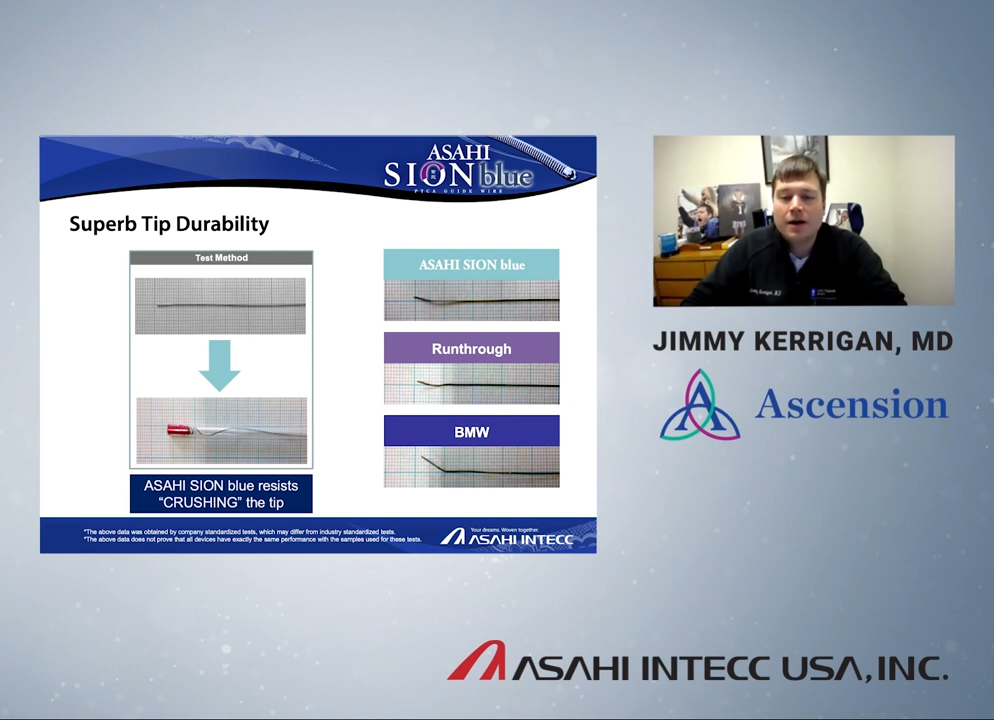 ASAHI
SION blue
PTCA GUIDE WIRE
Superb Tip Durability
Test Method
ASAHI SION blue resists
“CRUSHING” the tip
ASAHI SION blue
Runthrough
BMW
*The above data was obtained by company standardized tests, which may differ from industry standardized tests.
*The above data does not prove that all devices have exactly the same performance with the samples used for these tests.
Your dreams. Woven together.
ASAHI INTECC
JIMMY KERRIGAN, MD
Ascension
ASAHI INTECC USA, INC.